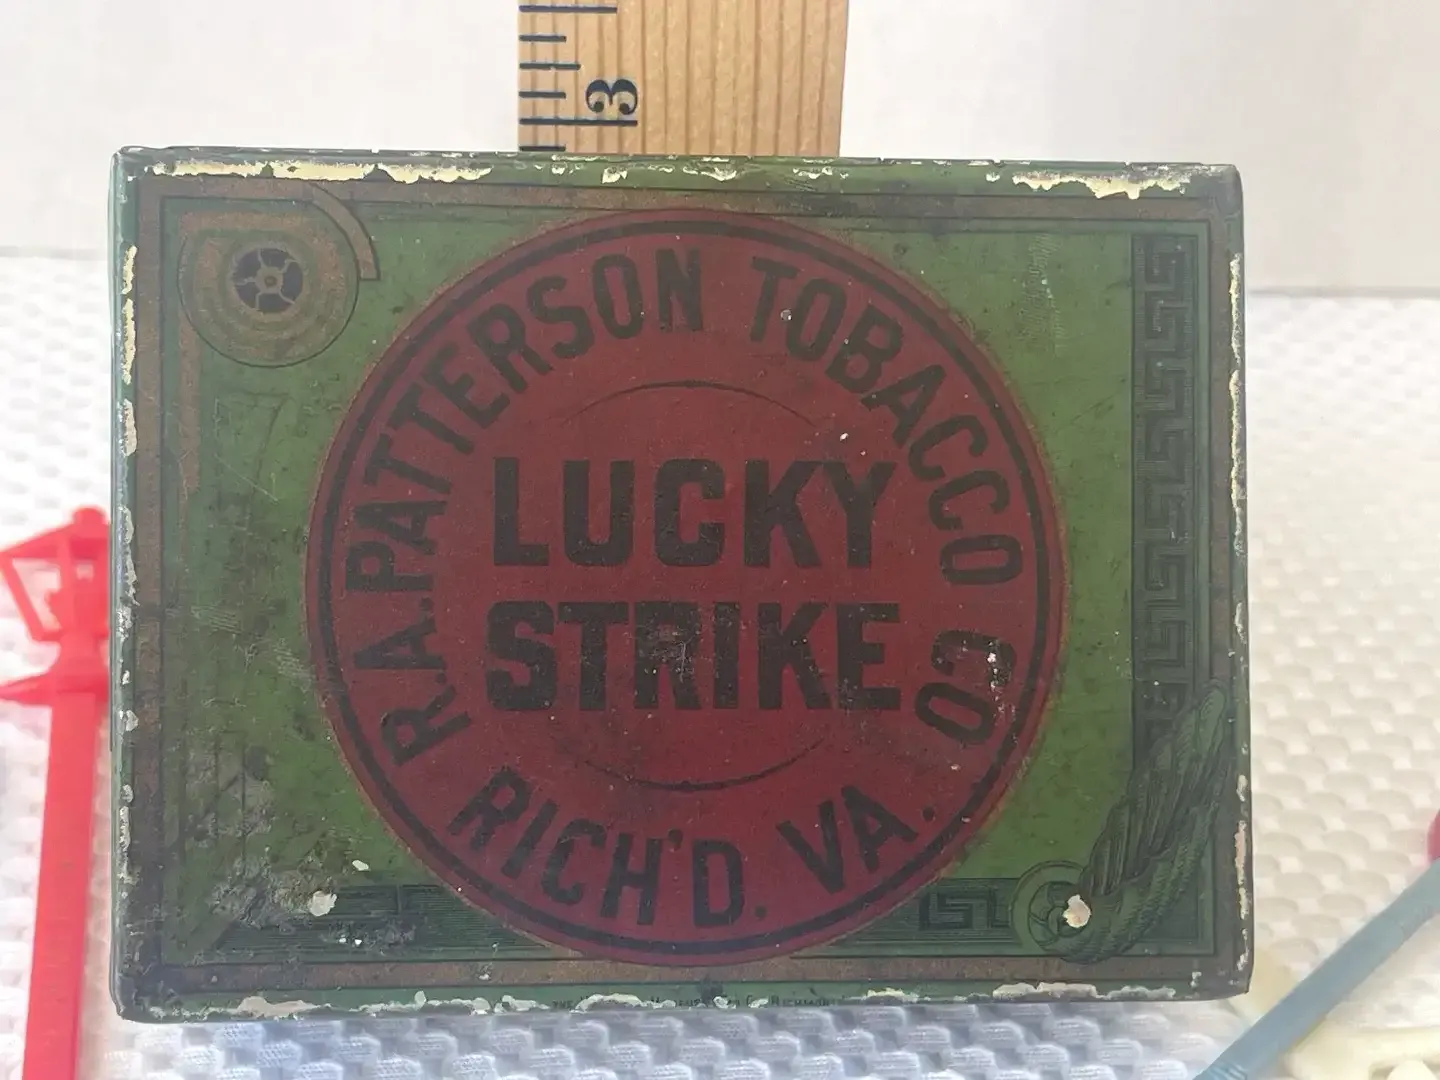 3
R.A. PATTERSON TOBACCO CO
LUCKY
STRIKE
RICH'D. VA.